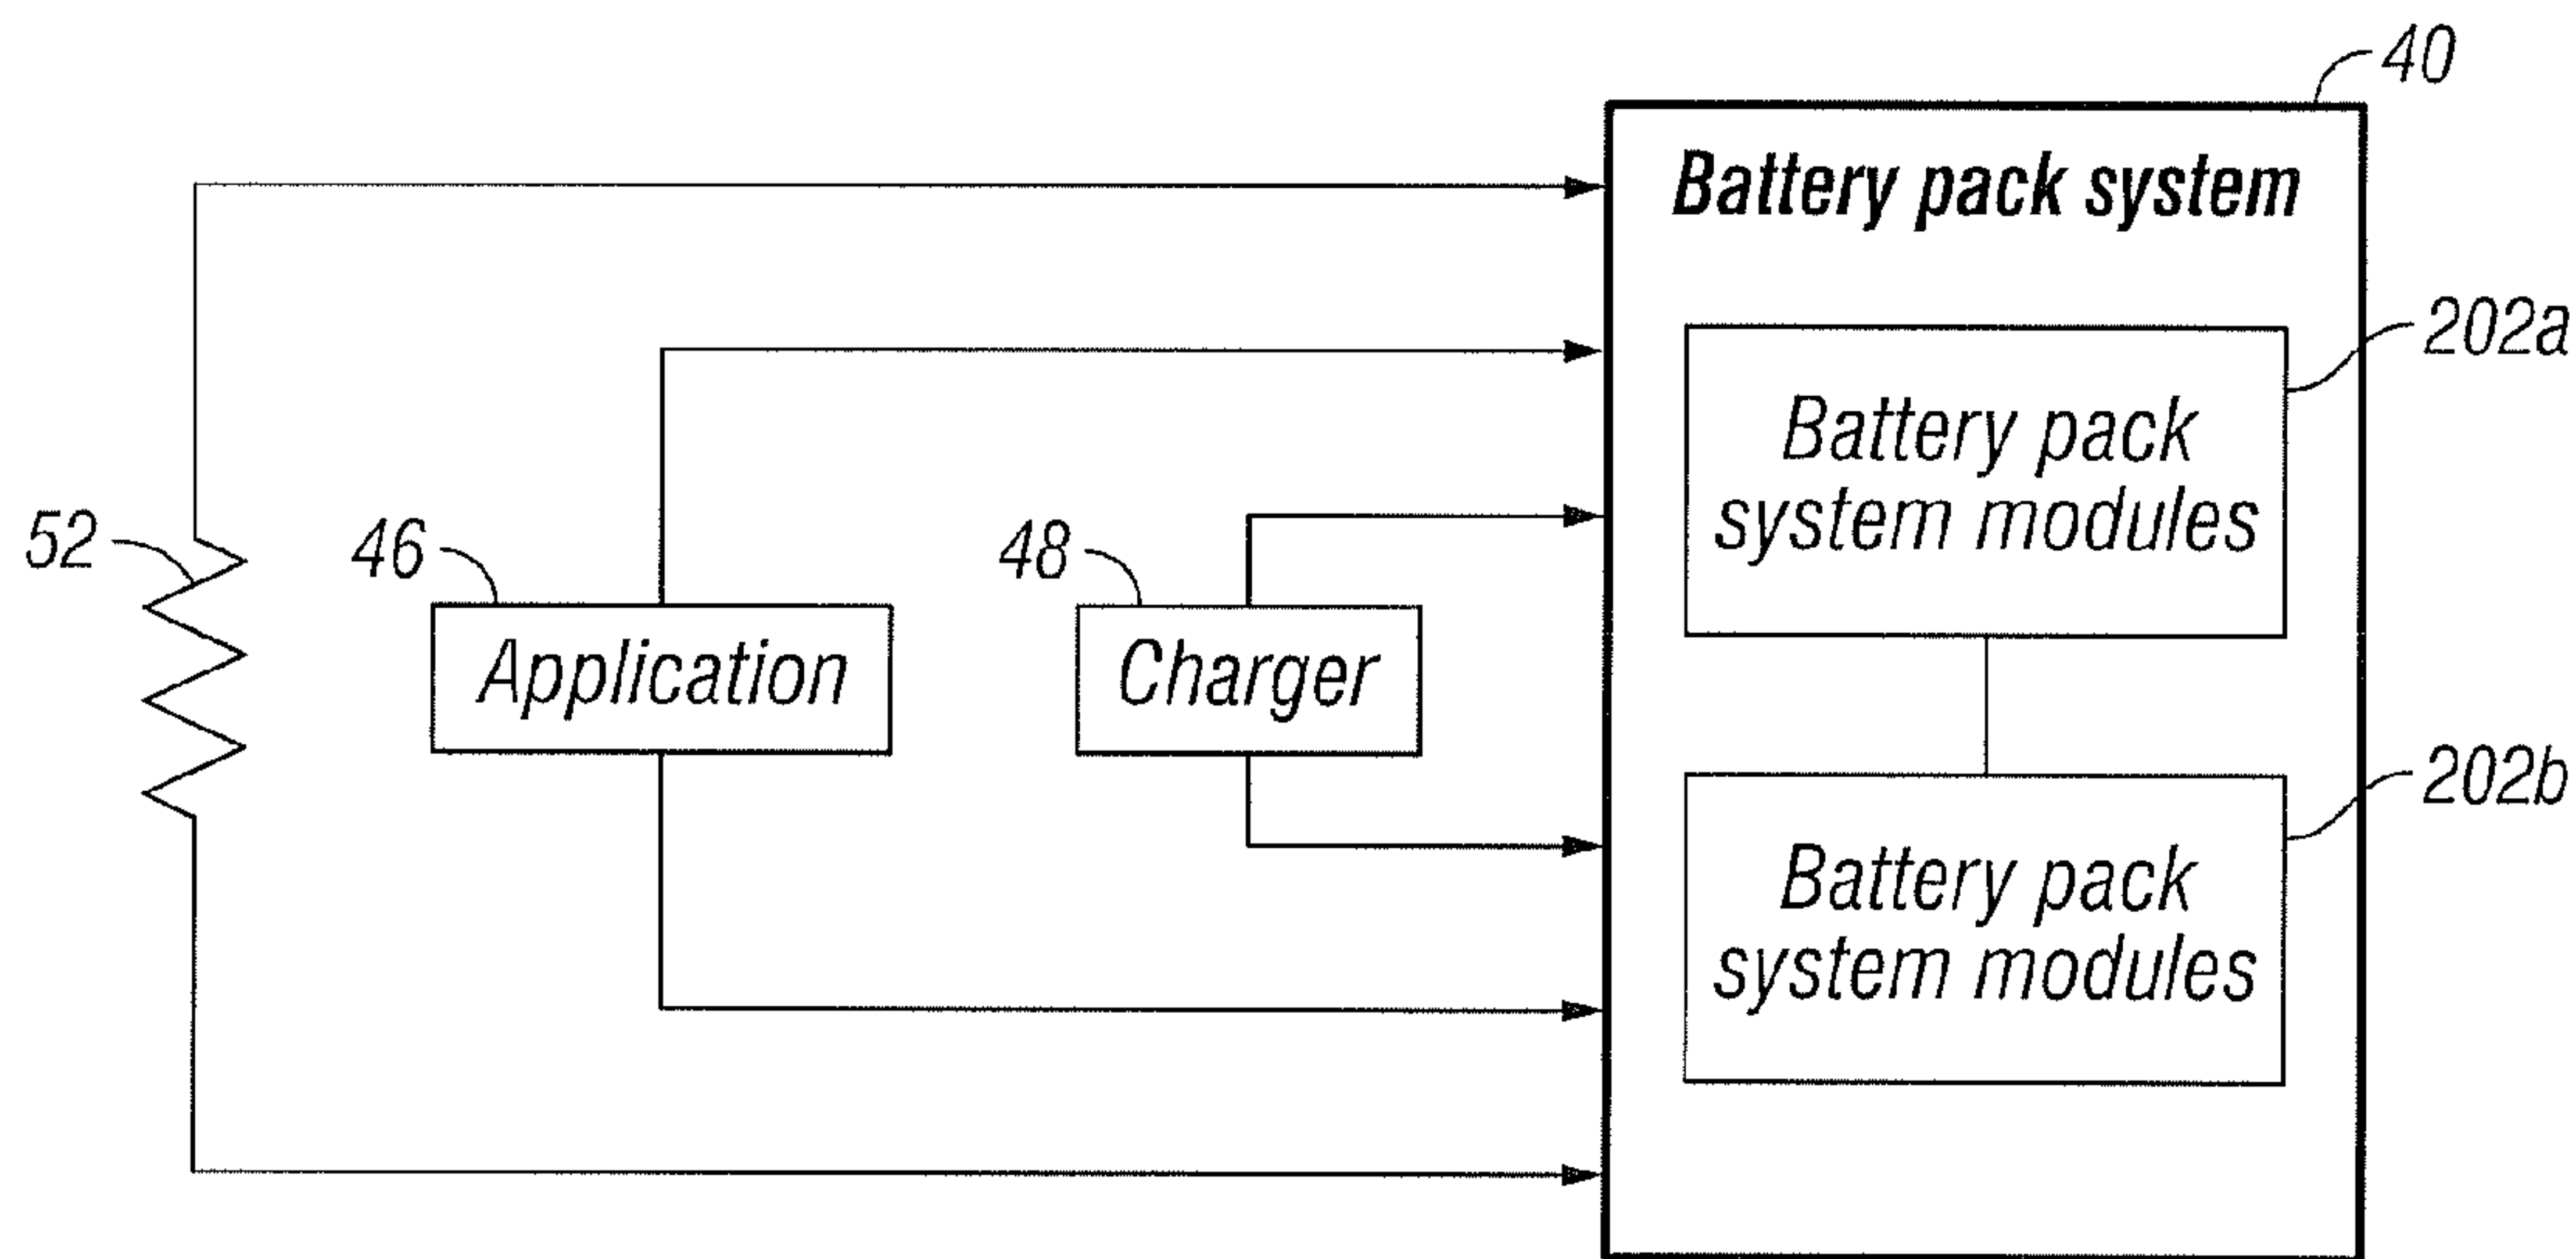 40
Battery pack system
202a
Battery pack
system modules
52
46
48
Application
Charger
202b
Battery pack
system modules